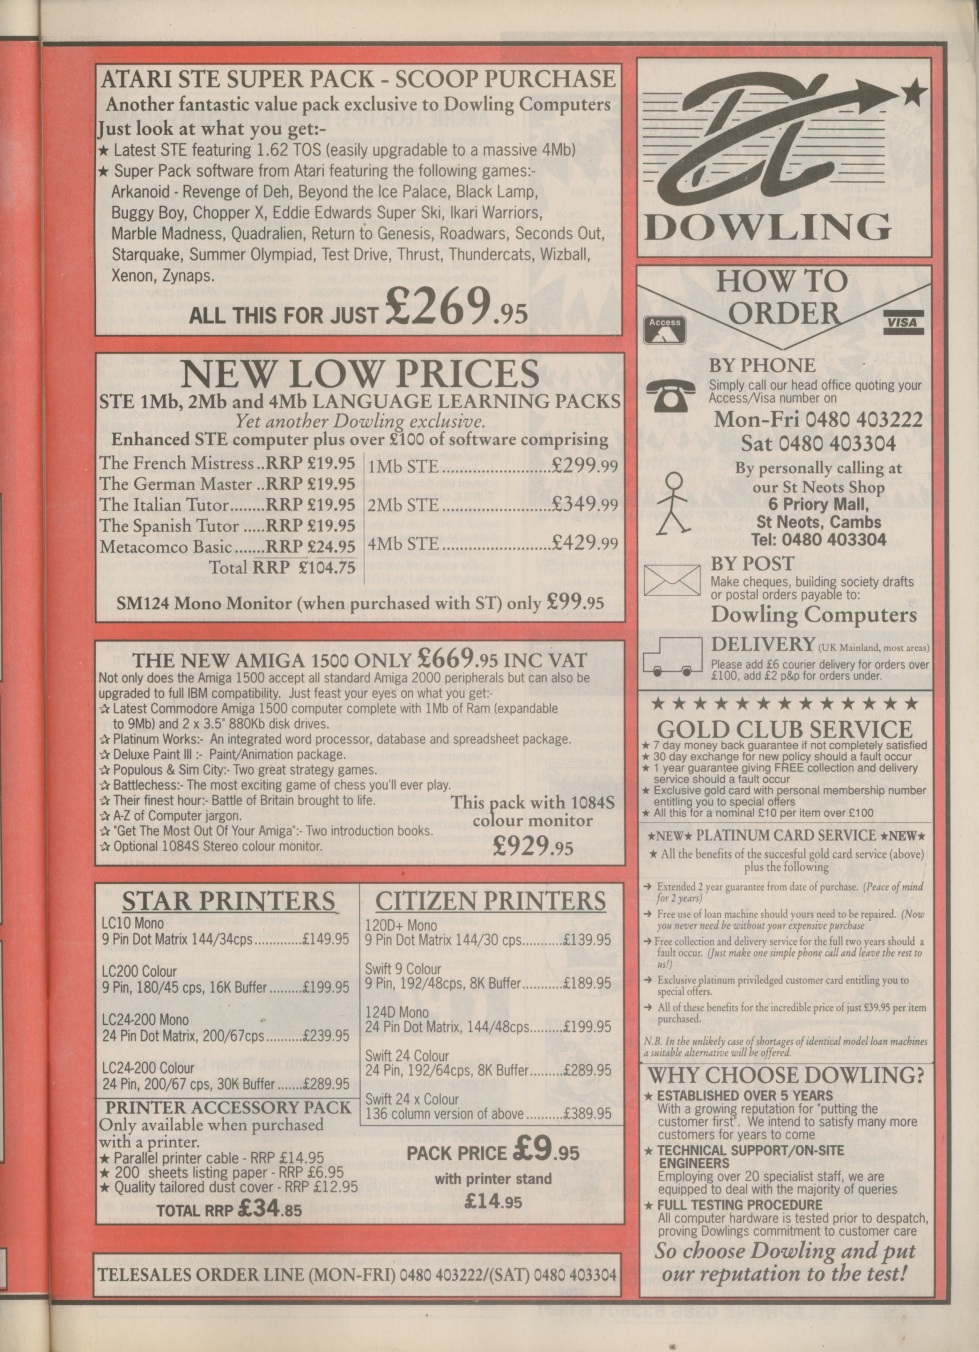 ATARI STE SUPER PACK - SCOOP PURCHASE
Another fantastic value pack exclusive to Dowling Computers
Just look at what you get:-
★ Latest STE featuring 1.62 TOS (easily upgradable to a massive 4Mb)
★ Super Pack software from Atari featuring the following games:-
Arkanoid - Revenge of Deh, Beyond the Ice Palace, Black Lamp,
Buggy Boy, Chopper X, Eddie Edwards Super Ski, Ikari Warriors,
Marble Madness, Quadralien, Return to Genesis, Roadwars, Seconds Out,
Starquake, Summer Olympiad, Test Drive, Thrust, Thundercats, Wizball,
Xenon, Zynaps.
ALL THIS FOR JUST £269.95
NEW LOW PRICES
STE 1Mb, 2Mb and 4Mb LANGUAGE LEARNING PACKS
Yet another Dowling exclusive.
Enhanced STE computer plus over £100 of software comprising
The French Mistress..RRP £19.95
The German Master ..RRP £19.95
The Italian Tutor........RRP £19.95
The Spanish Tutor .....RRP £19.95
Metacomco Basic.......RRP £24.95
Total RRP £104.75
1Mb STE......................£299.99
2Mb STE......................£349.99
4Mb STE......................£429.99
SM124 Mono Monitor (when purchased with ST) only £99.95
THE NEW AMIGA 1500 ONLY £669.95 INC VAT
Not only does the Amiga 1500 accept all standard Amiga 2000 peripherals but can also be
upgraded to full IBM compatibility. Just feast your eyes on what you get:-
☆ Latest Commodore Amiga 1500 computer complete with 1Mb of Ram (expandable
to 9Mb) and 2 x 3.5" 880Kb disk drives.
☆ Platinum Works:- An integrated word processor, database and spreadsheet package.
☆ Deluxe Paint III :- Paint/Animation package.
☆ Populous & Sim City:- Two great strategy games.
☆ Battlechess:- The most exciting game of chess you'll ever play.
☆ Their finest hour:- Battle of Britain brought to life.
☆ A-Z of Computer jargon.
☆ "Get The Most Out Of Your Amiga":- Two introduction books.
☆ Optional 1084S Stereo colour monitor.
This pack with 1084S
colour monitor
£929.95
STAR PRINTERS
LC10 Mono
9 Pin Dot Matrix 144/34cps.............£149.95
LC200 Colour
9 Pin, 180/45 cps, 16K Buffer.........£199.95
LC24-200 Mono
24 Pin Dot Matrix, 200/67cps.........£239.95
LC24-200 Colour
24 Pin, 200/67 cps, 30K Buffer.......£289.95
CITIZEN PRINTERS
120D+ Mono
9 Pin Dot Matrix 144/30 cps..........£139.95
Swift 9 Colour
9 Pin, 192/48cps, 8K Buffer...........£189.95
124D Mono
24 Pin Dot Matrix, 144/48cps........£199.95
Swift 24 Colour
24 Pin, 192/64cps, 8K Buffer.........£289.95
Swift 24 x Colour
136 column version of above..........£389.95
PRINTER ACCESSORY PACK
Only available when purchased
with a printer.
★ Parallel printer cable - RRP £14.95
★ 200 sheets listing paper - RRP £6.95
★ Quality tailored dust cover - RRP £12.95
TOTAL RRP £34.85
PACK PRICE £9.95
with printer stand
£14.95
TELESALES ORDER LINE (MON-FRI) 0480 403222/(SAT) 0480 403304
DOWLING
HOW TO
ORDER
Access
VISA
BY PHONE
Simply call our head office quoting your
Access/Visa number on
Mon-Fri 0480 403222
Sat 0480 403304
By personally calling at
our St Neots Shop
6 Priory Mall,
St Neots, Cambs
Tel: 0480 403304
BY POST
Make cheques, building society drafts
or postal orders payable to:
Dowling Computers
DELIVERY (UK Mainland, most areas)
Please add £6 courier delivery for orders over
£100, add £2 p&p for orders under.
★ ★ ★ ★ ★ ★ ★ ★ ★ ★ ★ ★
GOLD CLUB SERVICE
★ 7 day money back guarantee if not completely satisfied
★ 30 day exchange for new policy should a fault occur
★ 1 year guarantee giving FREE collection and delivery
service should a fault occur
★ Exclusive gold card with personal membership number
entitling you to special offers
★ All this for a nominal £10 per item over £100
★NEW★ PLATINUM CARD SERVICE ★NEW★
★ All the benefits of the succesful gold card service (above)
plus the following
→ Extended 2 year guarantee from date of purchase. (Peace of mind
for 2 years)
→ Free use of loan machine should yours need to be repaired. (Now
you never need be without your expensive purchase
→ Free collection and delivery service for the full two years should a
fault occur. (Just make one simple phone call and leave the rest to
us!)
→ Exclusive platinum priviledged customer card entitling you to
special offers.
→ All of these benefits for the incredible price of just £39.95 per item
purchased.
N.B. In the unlikely case of shortages of identical model loan machines
a suitable alternative will be offered.
WHY CHOOSE DOWLING?
★ ESTABLISHED OVER 5 YEARS
With a growing reputation for 'putting the
customer first'. We intend to satisfy many more
customers for years to come
★ TECHNICAL SUPPORT/ON-SITE
ENGINEERS
Employing over 20 specialist staff, we are
equipped to deal with the majority of queries
★ FULL TESTING PROCEDURE
All computer hardware is tested prior to despatch,
proving Dowlings commitment to customer care
So choose Dowling and put
our reputation to the test!